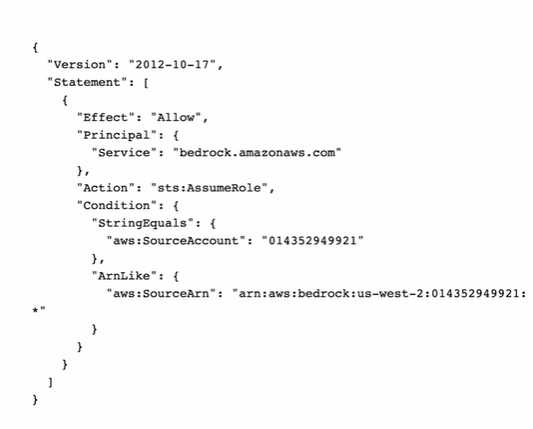 {
  "Version": "2012-10-17",
  "Statement": [
    {
      "Effect": "Allow",
      "Principal": {
        "Service": "bedrock.amazonaws.com"
      },
      "Action": "sts:AssumeRole",
      "Condition": {
        "StringEquals": {
          "aws:SourceAccount": "014352949921"
        },
        "ArnLike": {
          "aws:SourceArn": "arn:aws:bedrock:us-west-2:014352949921:
*"
        }
      }
    }
  ]
}